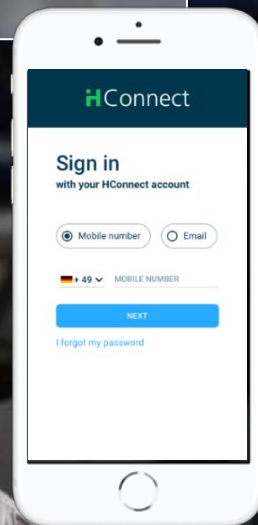 HConnect
Sign in
with your HConnect account
Mobile number Email
+ 49 MOBILE NUMBER
NEXT
I forgot my password